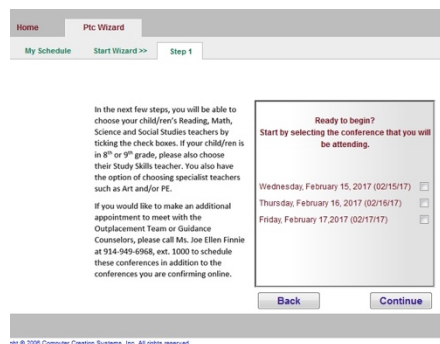 Home Ptc Wizard
My Schedule Start Wizard >> Step 1
In the next few steps, you will be able to
choose your child/ren's Reading, Math,
Science and Social Studies teachers by
ticking the check boxes. If your child/ren is
in 8th or 9th grade, please also choose
their Study Skills teacher. You also have
the option of choosing specialist teachers
such as Art and/or PE.
If you would like to make an additional
appointment to meet with the
Outplacement Team or Guidance
Counselors, please call Ms. Joe Ellen Finnie
at 914-949-6968, ext. 1000 to schedule
these conferences in addition to the
conferences you are confirming online.
Ready to begin?
Start by selecting the conference that you will
be attending.
Wednesday, February 15, 2017 (02/15/17)
Thursday, February 16, 2017 (02/16/17)
Friday, February 17,2017 (02/17/17)
Back Continue
© 2006 Computer Creation Systems, Inc. All rights reserved